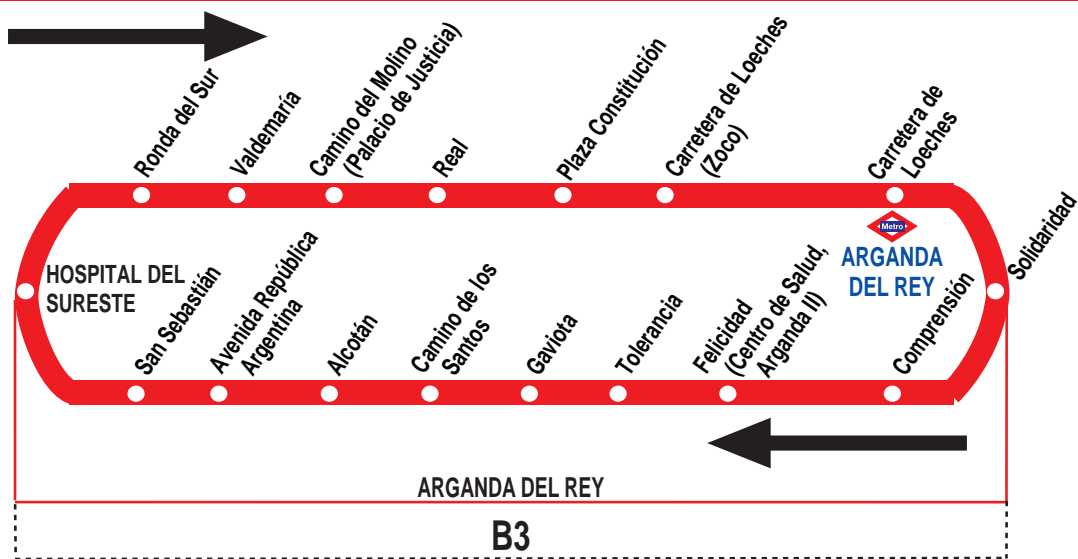 Ronda del Sur
Valdemaría
Camino del Molino
(Palacio de Justicia)
Real
Plaza Constitución
Carretera de Loeches
(Zoco)
Carretera de
Loeches
Metro
ARGANDA
DEL REY
Solidaridad
HOSPITAL DEL
SURESTE
San Sebastián
Avenida República
Argentina
Alcotán
Camino de los
Santos
Gaviota
Tolerancia
Felicidad
(Centro de Salud,
Arganda II)
Comprensión
ARGANDA DEL REY
B3